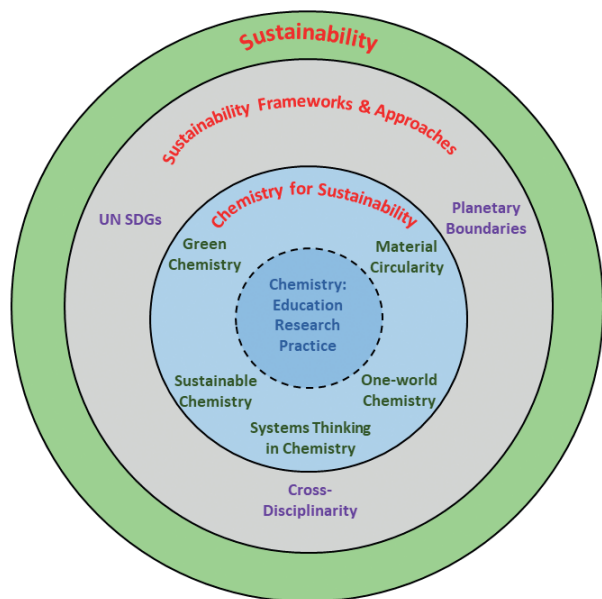 Sustainability
Sustainability Frameworks & Approaches
Chemistry for Sustainability
UN SDGs
Planetary
Boundaries
Green
Chemistry
Material
Circularity
Chemistry:
Education
Research
Practice
Sustainable
Chemistry
One-world
Chemistry
Systems Thinking
in Chemistry
Cross-
Disciplinarity